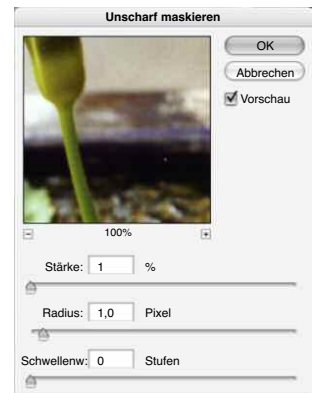 Unscharf maskieren
OK
Abbrechen
Vorschau
100%
Stärke: 1 %
Radius: 1,0 Pixel
Schwellenw: 0 Stufen